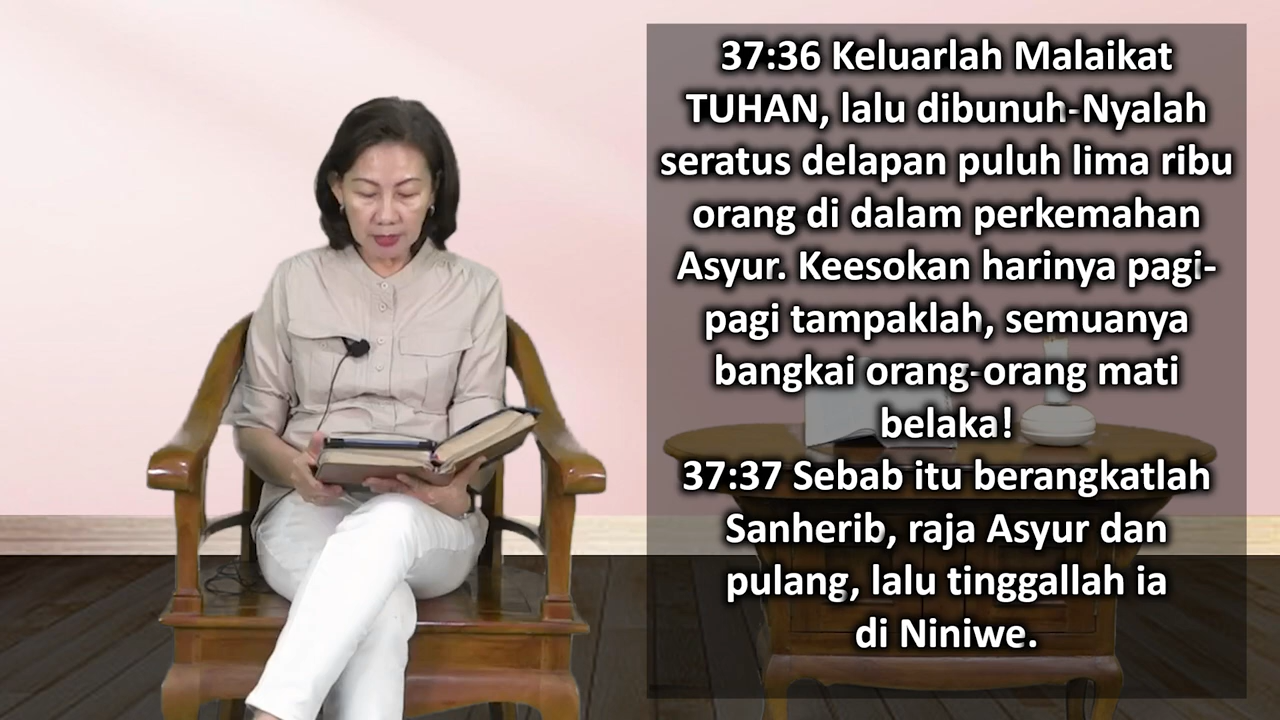 37:36 Keluarlah Malaikat
TUHAN, lalu dibunuh-Nyalah
seratus delapan puluh lima ribu
orang di dalam perkemahan
Asyur. Keesokan harinya pagi-
pagi tampaklah, semuanya
bangkai orang-orang mati
belaka!
37:37 Sebab itu berangkatlah
Sanherib, raja Asyur dan
pulang, lalu tinggallah ia
di Niniwe.